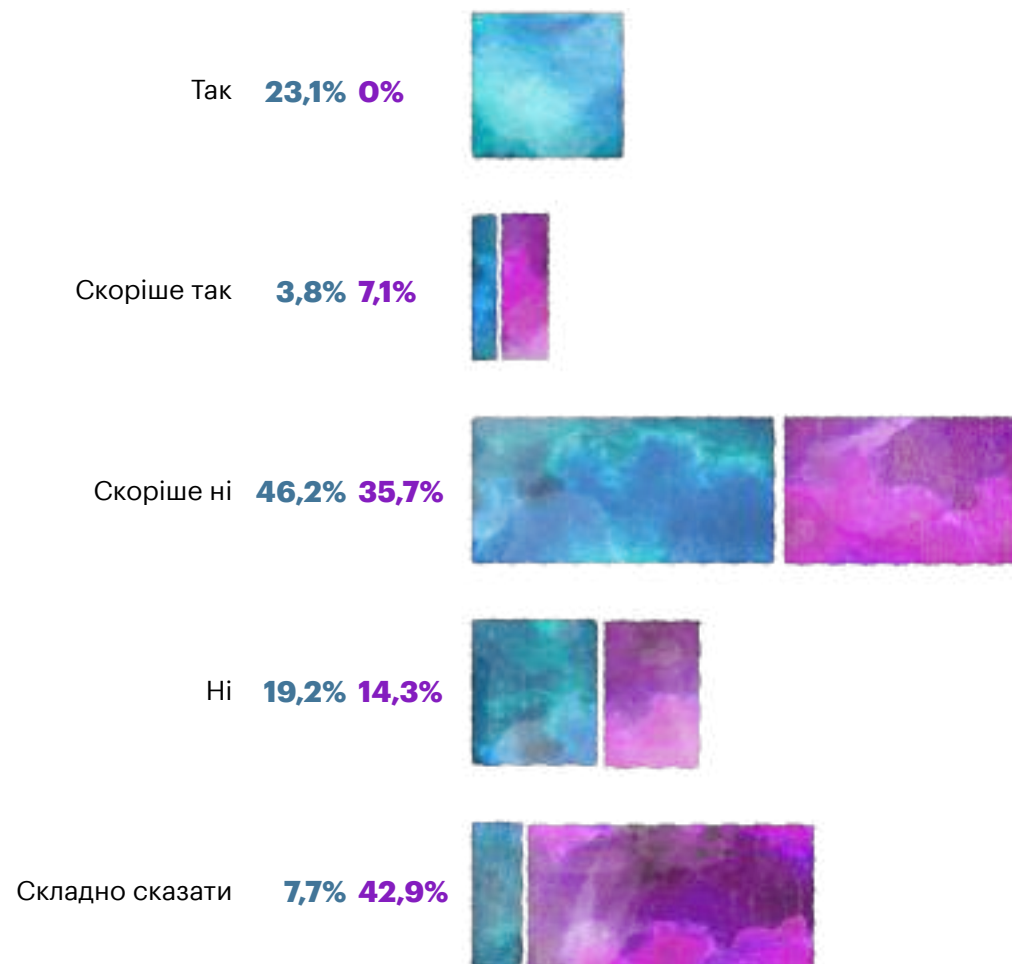 Так 23,1% 0%
Скоріше так 3,8% 7,1%
Скоріше ні 46,2% 35,7%
Ні 19,2% 14,3%
Складно сказати 7,7% 42,9%